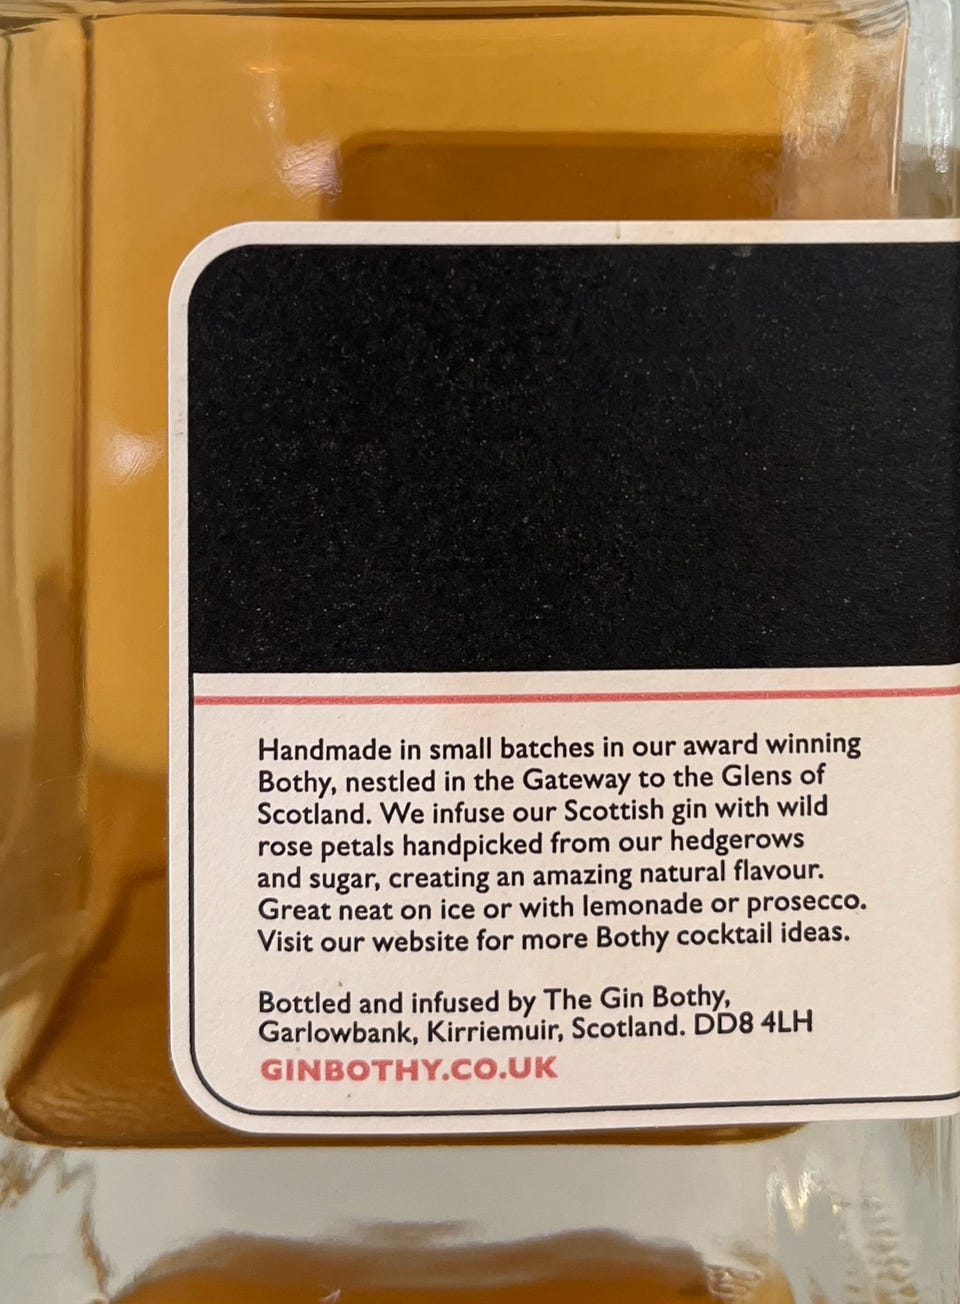 Handmade in small batches in our award winning
Bothy, nestled in the Gateway to the Glens of
Scotland. We infuse our Scottish gin with wild
rose petals handpicked from our hedgerows
and sugar, creating an amazing natural flavour.
Great neat on ice or with lemonade or prosecco.
Visit our website for more Bothy cocktail ideas.
Bottled and infused by The Gin Bothy,
Garlowbank, Kirriemuir, Scotland. DD8 4LH
GINBOTHY.CO.UK